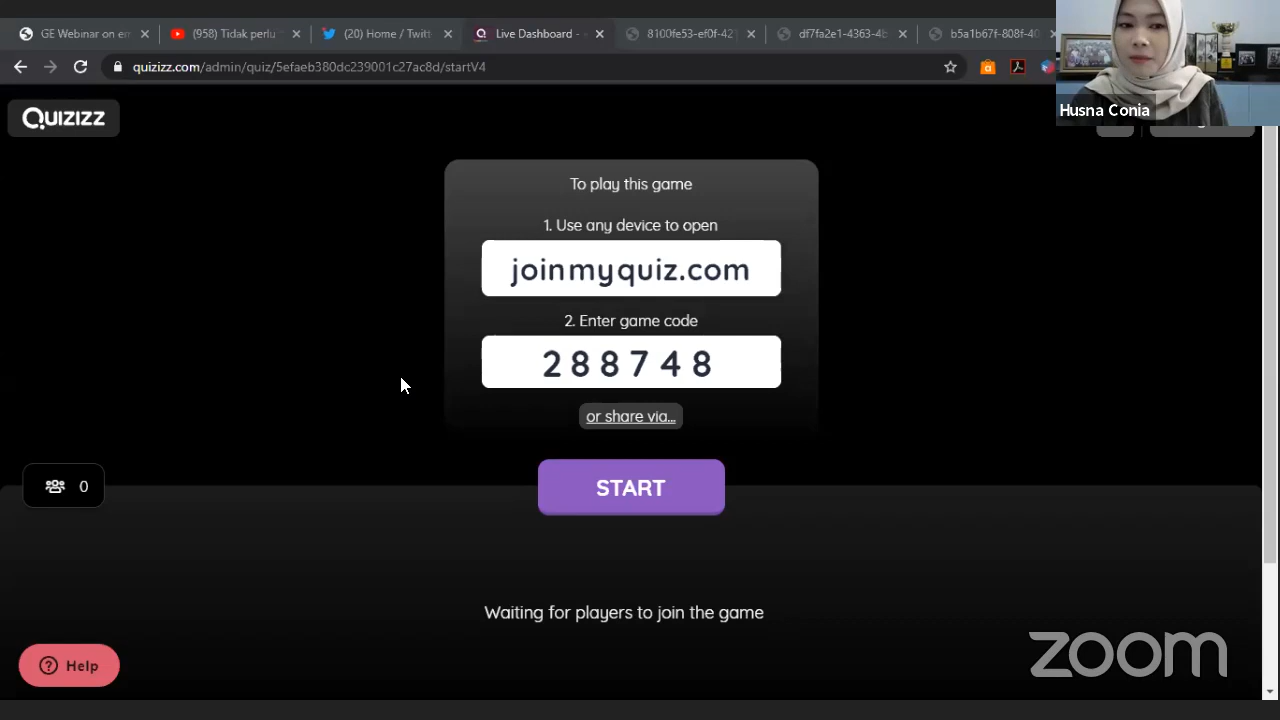 GE Webinar on em
(958) Tidak perlu
(20) Home / Twitt
Live Dashboard -
8100fe53-ef0f-42
df7fa2e1-4363-4b
b5a1b67f-808f-40
quizizz.com/admin/quiz/5efaeb380dc239001c27ac8d/startV4
Husna Conia
QUIZIZZ
To play this game
1. Use any device to open
joinmyquiz.com
2. Enter game code
288748
or share via...
START
0
Waiting for players to join the game
Help
zoom